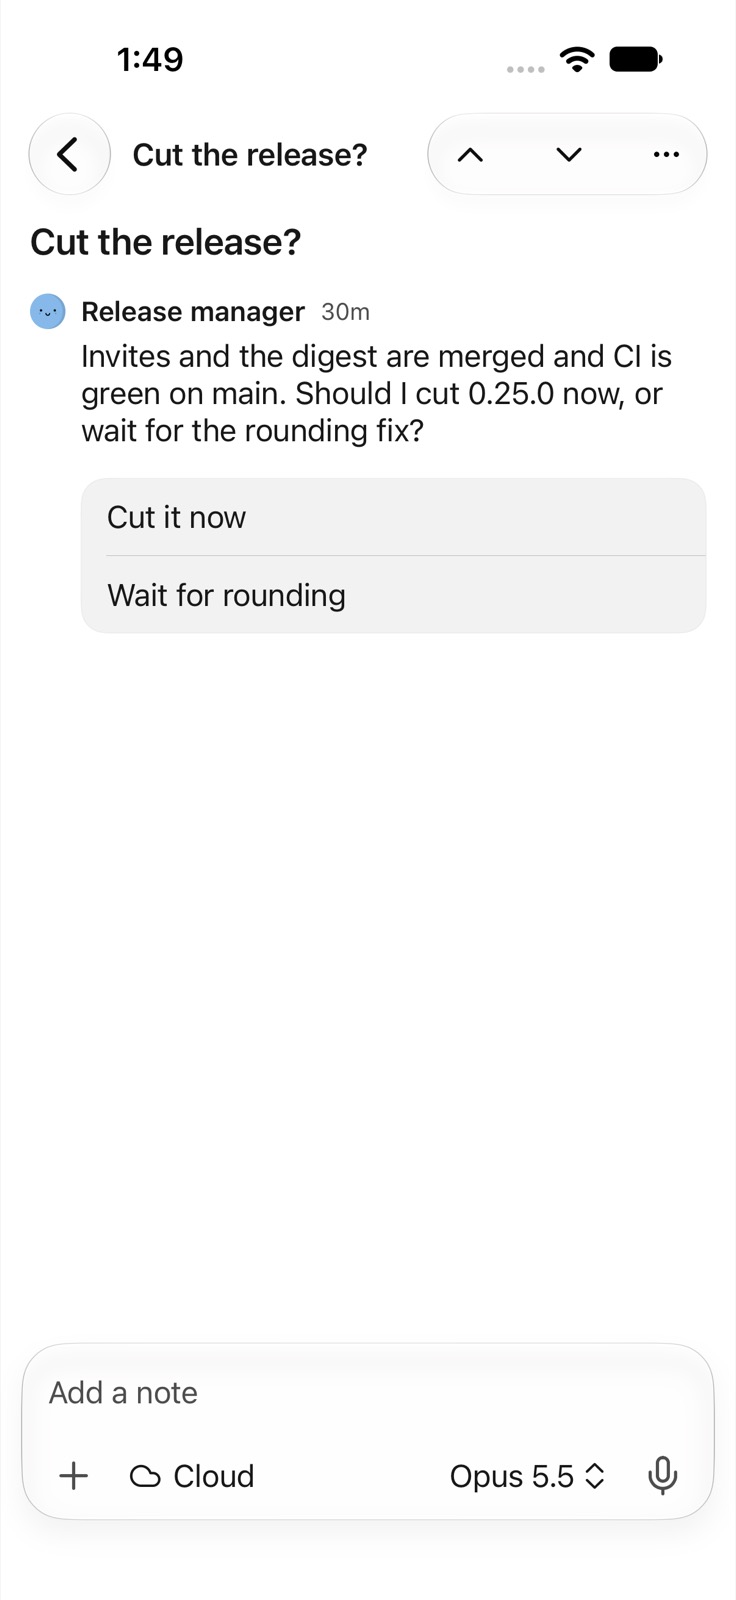 1:49
Cut the release?
Cut the release?
Release manager 30m
Invites and the digest are merged and CI is
green on main. Should I cut 0.25.0 now, or
wait for the rounding fix?
Cut it now
Wait for rounding
Add a note
Cloud
Opus 5.5